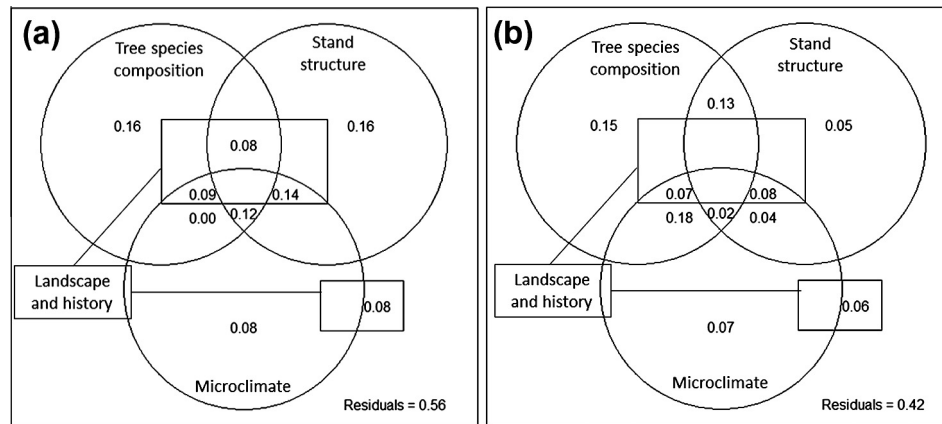 (a)
Tree species
composition
Stand
structure
0.16
0.16
0.08
0.09
0.14
0.00
0.12
Landscape
and history
0.08
0.08
Microclimate
Residuals = 0.56
(b)
Tree species
composition
Stand
structure
0.13
0.15
0.05
0.07
0.08
0.18
0.02
0.04
Landscape
and history
0.06
0.07
Microclimate
Residuals = 0.42